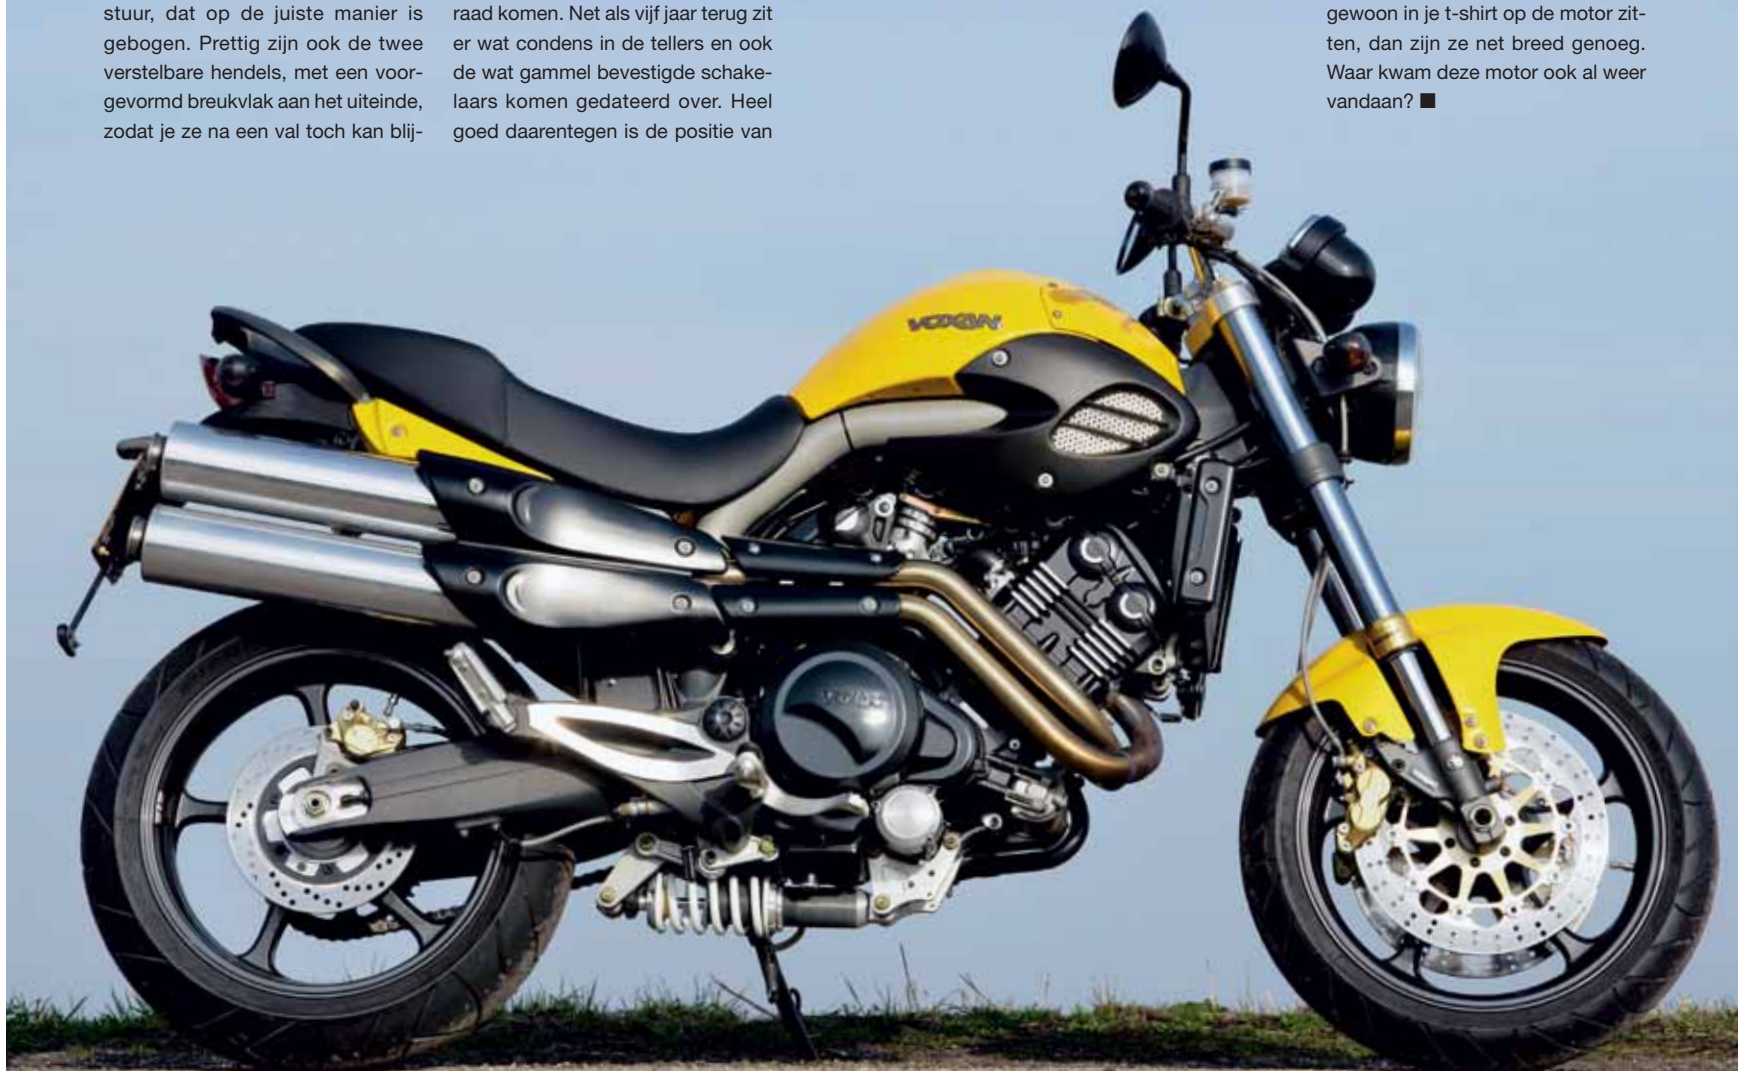 stuur, dat op de juiste manier is
gebogen. Prettig zijn ook de twee
verstelbare hendels, met een voor-
gevormd breukvlak aan het uiteinde,
zodat je ze na een val toch kan blij-
raad komen. Net als vijf jaar terug zit
er wat condens in de tellers en ook
de wat gammel bevestigde schake-
laars komen gedateerd over. Heel
goed daarentegen is de positie van
gewoon in je t-shirt op de motor zit-
ten, dan zijn ze net breed genoeg.
Waar kwam deze motor ook al weer
vandaan? ■
VOXAN
VOXAN